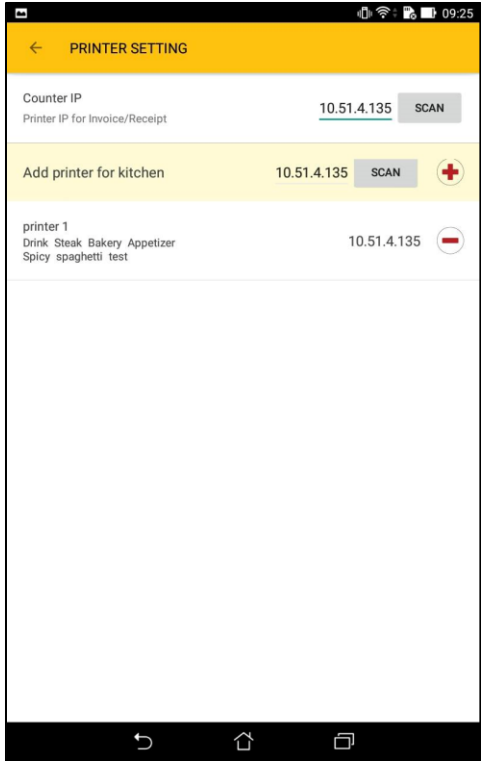 09:25
PRINTER SETTING
Counter IP
Printer IP for Invoice/Receipt
10.51.4.135 SCAN
Add printer for kitchen 10.51.4.135 SCAN
printer 1
Drink Steak Bakery Appetizer
Spicy spaghetti test
10.51.4.135